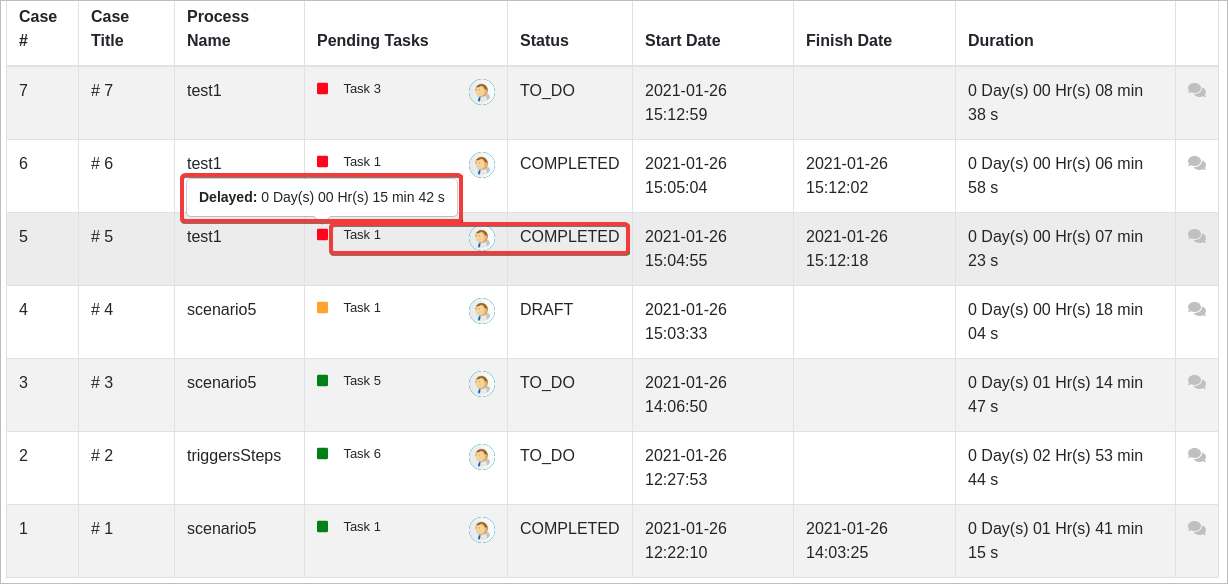 Case # Case Title Process Name Pending Tasks Status Start Date Finish Date Duration
7 # 7 test1 Task 3 TO_DO 2021-01-26 15:12:59 0 Day(s) 00 Hr(s) 08 min 38 s
6 # 6 test1 Task 1 COMPLETED 2021-01-26 15:05:04 2021-01-26 15:12:02 0 Day(s) 00 Hr(s) 06 min 58 s
Delayed: 0 Day(s) 00 Hr(s) 15 min 42 s
5 # 5 test1 Task 1 COMPLETED 2021-01-26 15:04:55 2021-01-26 15:12:18 0 Day(s) 00 Hr(s) 07 min 23 s
4 # 4 scenario5 Task 1 DRAFT 2021-01-26 15:03:33 0 Day(s) 00 Hr(s) 18 min 04 s
3 # 3 scenario5 Task 5 TO_DO 2021-01-26 14:06:50 0 Day(s) 01 Hr(s) 14 min 47 s
2 # 2 triggersSteps Task 6 TO_DO 2021-01-26 12:27:53 0 Day(s) 02 Hr(s) 53 min 44 s
1 # 1 scenario5 Task 1 COMPLETED 2021-01-26 12:22:10 2021-01-26 14:03:25 0 Day(s) 01 Hr(s) 41 min 15 s